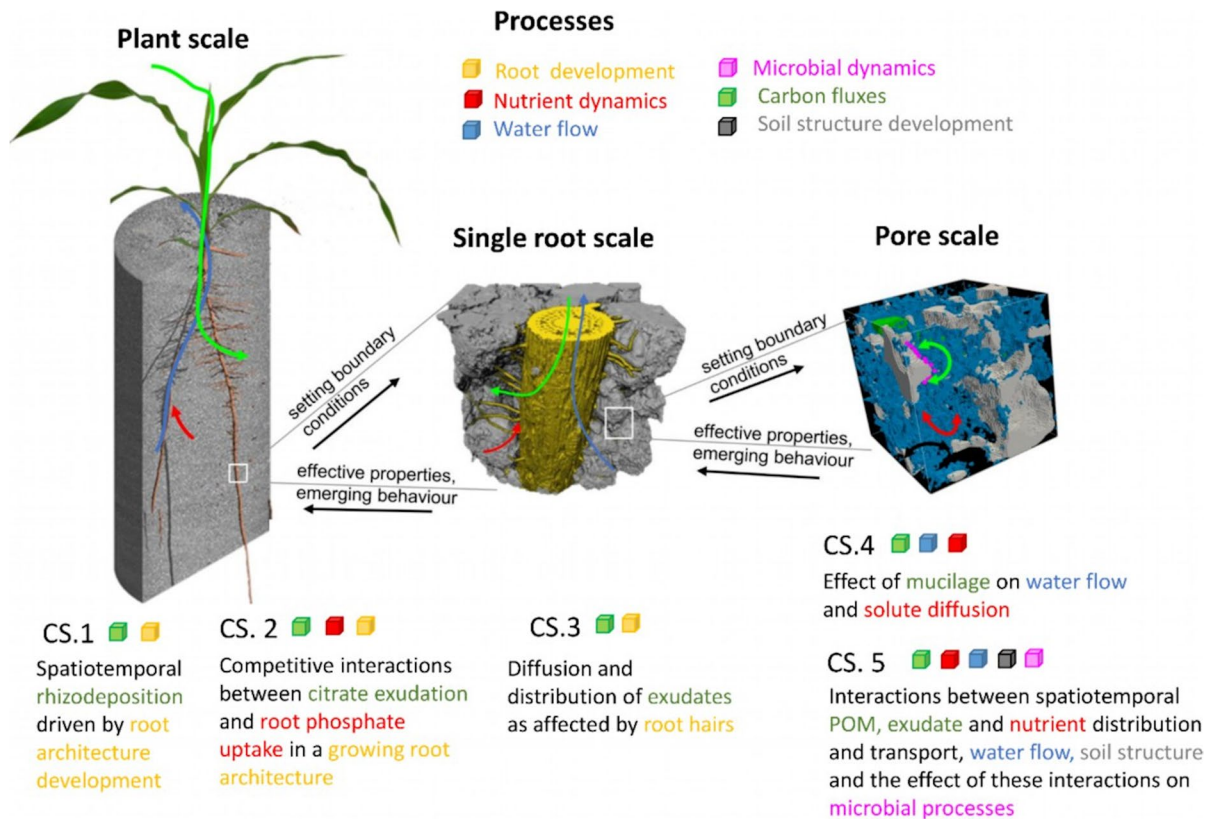 Processes
Plant scale
Root development
Microbial dynamics
Nutrient dynamics
Carbon fluxes
Water flow
Soil structure development
Single root scale
Pore scale
setting boundary
conditions
effective properties,
emerging behaviour
setting boundary
conditions
effective properties,
emerging behaviour
CS.1
Spatiotemporal
rhizodeposition
driven by root
architecture
development
CS. 2
Competitive interactions
between citrate exudation
and root phosphate
uptake in a growing root
architecture
CS.3
Diffusion and
distribution of exudates
as affected by root hairs
CS.4
Effect of mucilage on water flow
and solute diffusion
CS. 5
Interactions between spatiotemporal
POM, exudate and nutrient distribution
and transport, water flow, soil structure
and the effect of these interactions on
microbial processes